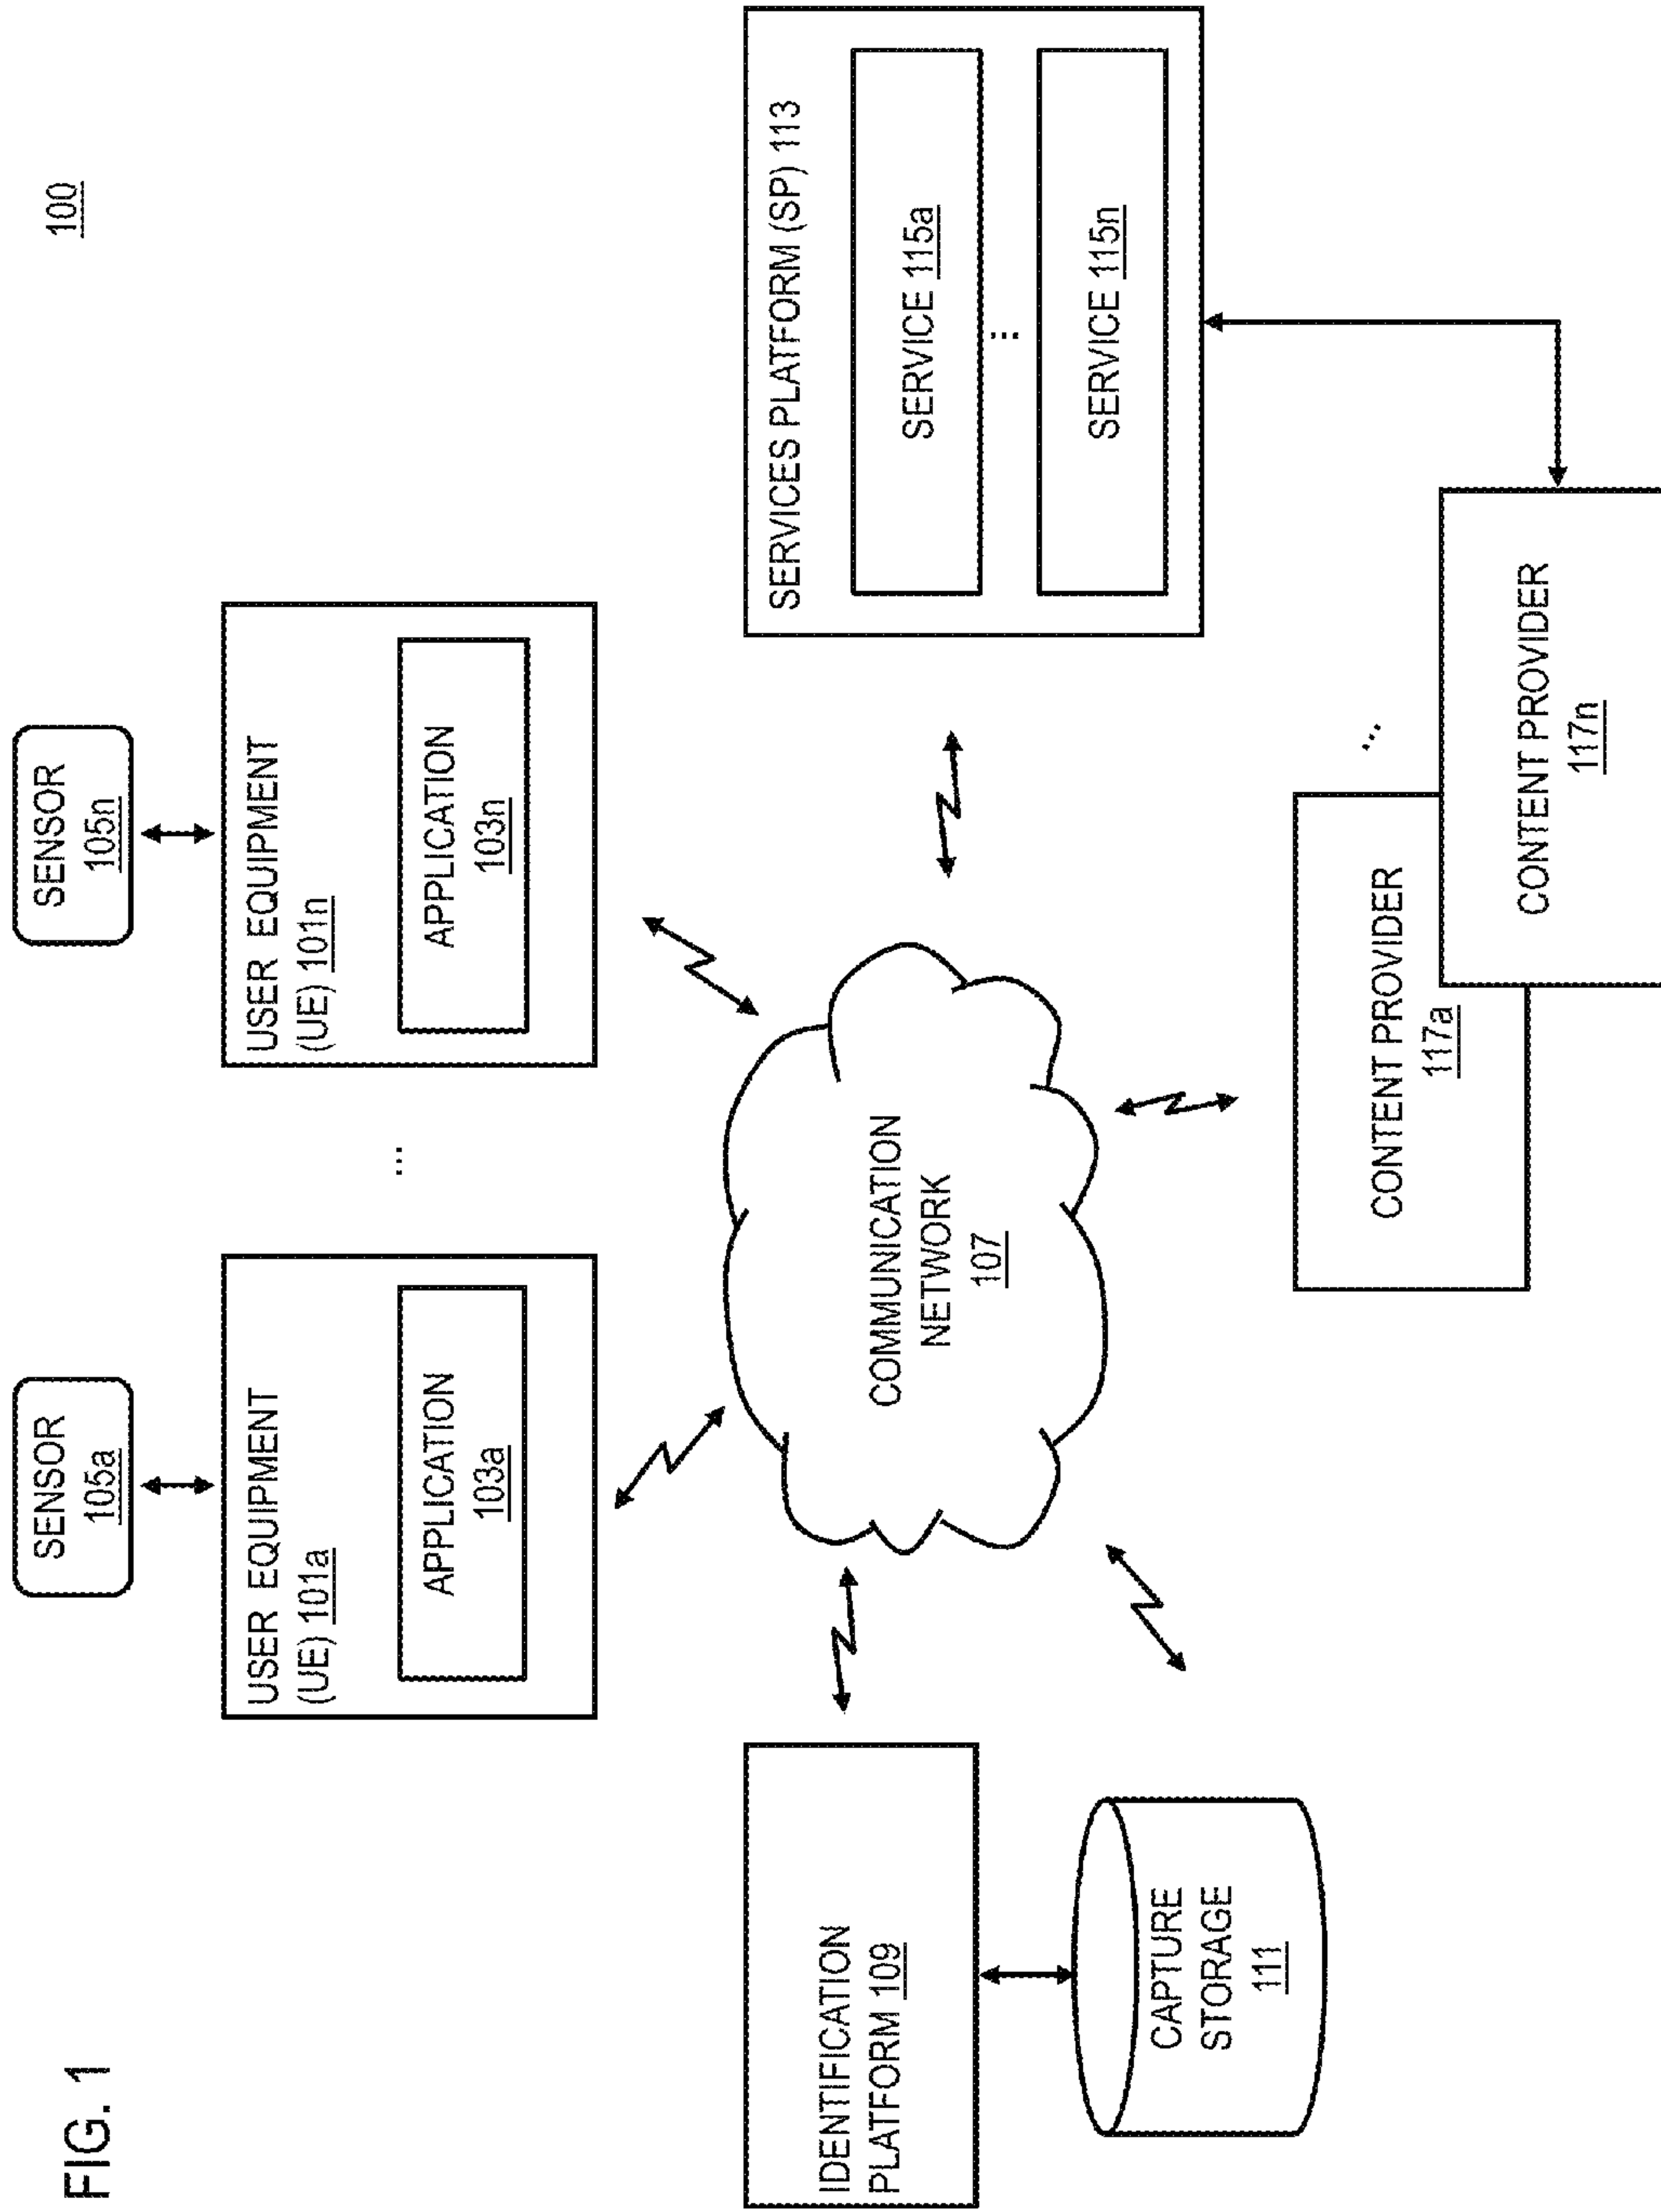 FIG. 1
100
SENSOR
105a
SENSOR
105n
USER EQUIPMENT
(UE) 101a
APPLICATION
103a
...
USER EQUIPMENT
(UE) 101n
APPLICATION
103n
IDENTIFICATION
PLATFORM 109
CAPTURE
STORAGE
111
COMMUNICATION
NETWORK
107
SERVICES PLATFORM (SP) 113
SERVICE 115a
...
SERVICE 115n
CONTENT PROVIDER
117a
...
CONTENT PROVIDER
117n